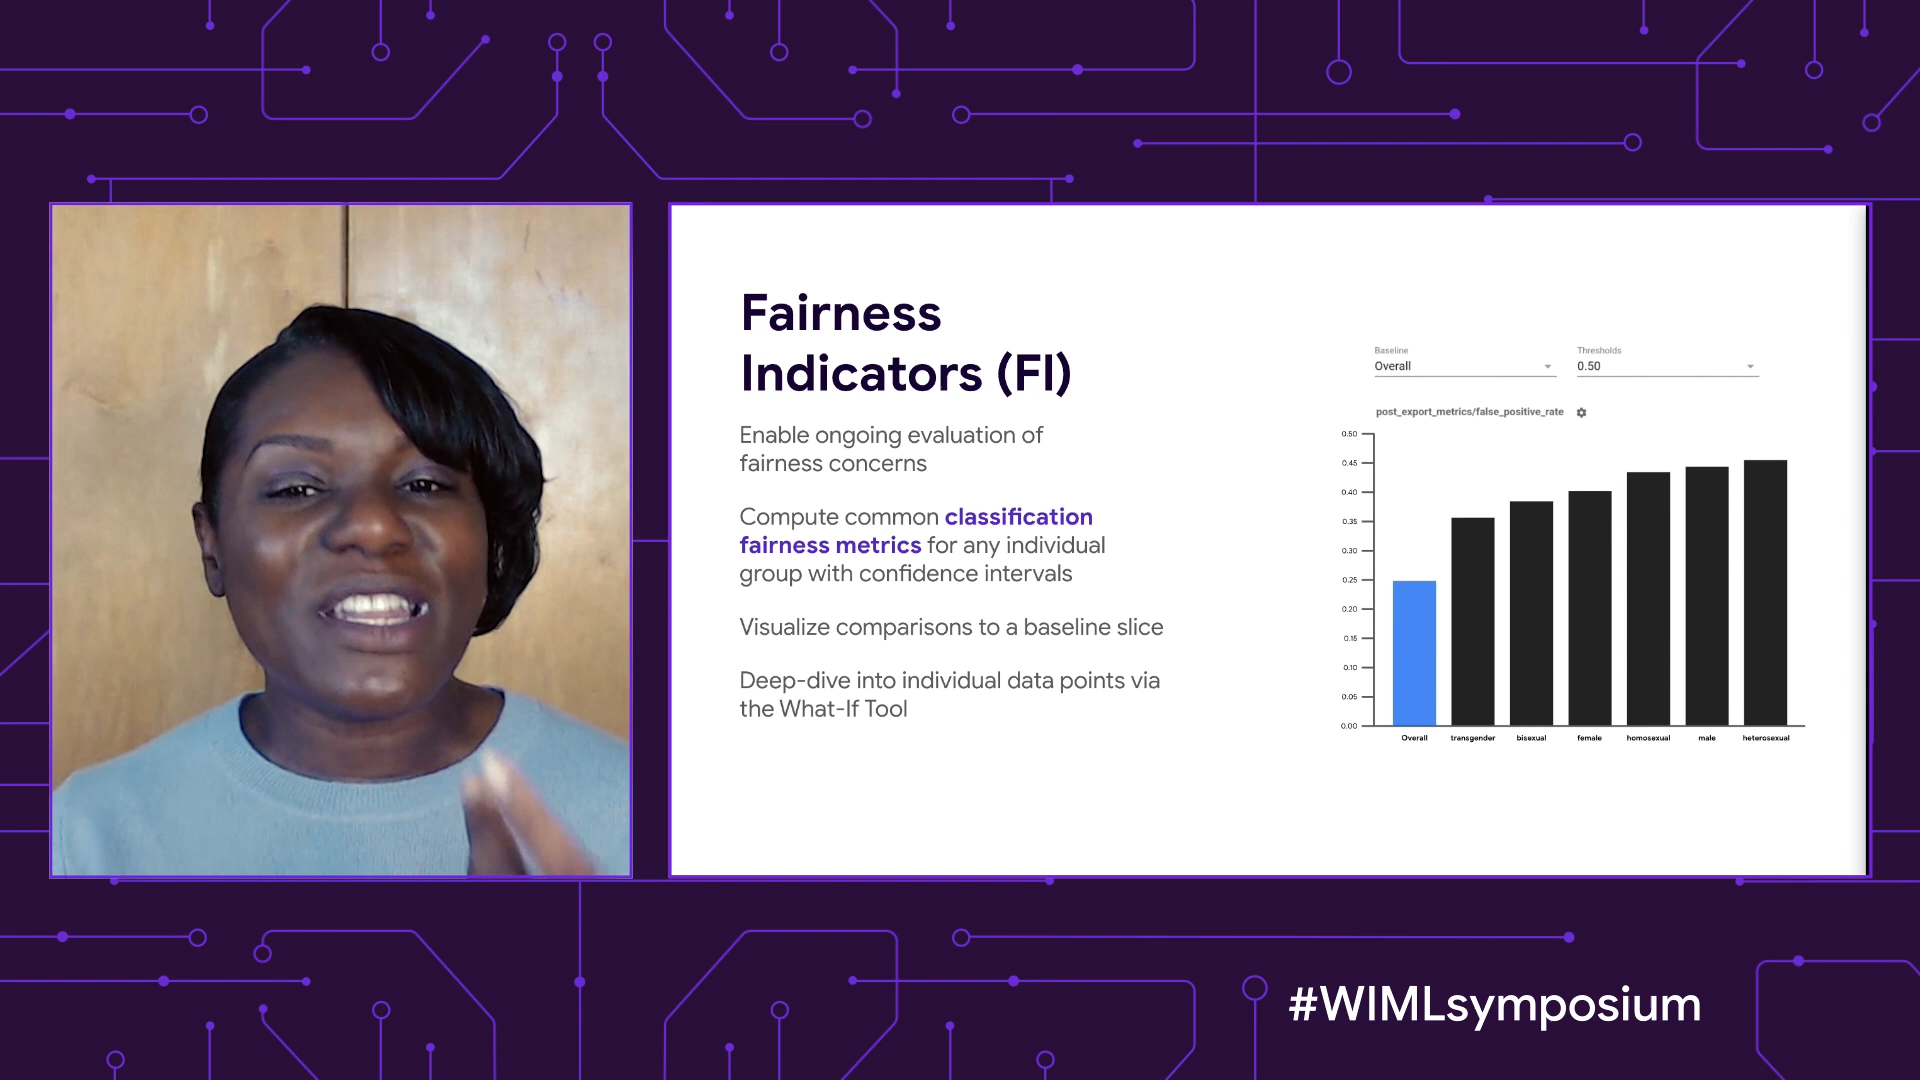 Fairness
Indicators (FI)
Enable ongoing evaluation of
fairness concerns
Compute common classification
fairness metrics for any individual
group with confidence intervals
Visualize comparisons to a baseline slice
Deep-dive into individual data points via
the What-If Tool
Baseline
Overall
Thresholds
0.50
post_export_metrics/false_positive_rate
0.50
0.45
0.40
0.35
0.30
0.25
0.20
0.15
0.10
0.05
0.00
Overall transgender bisexual female homosexual male heterosexual
#WIMLsymposium